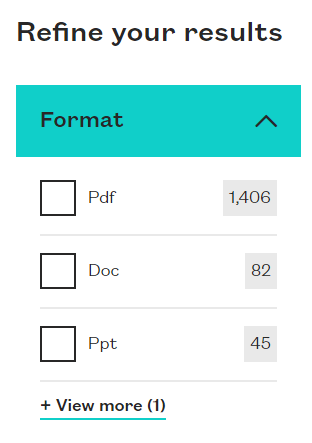 Refine your results
Format
Pdf 1,406
Doc 82
Ppt 45
+ View more (1)